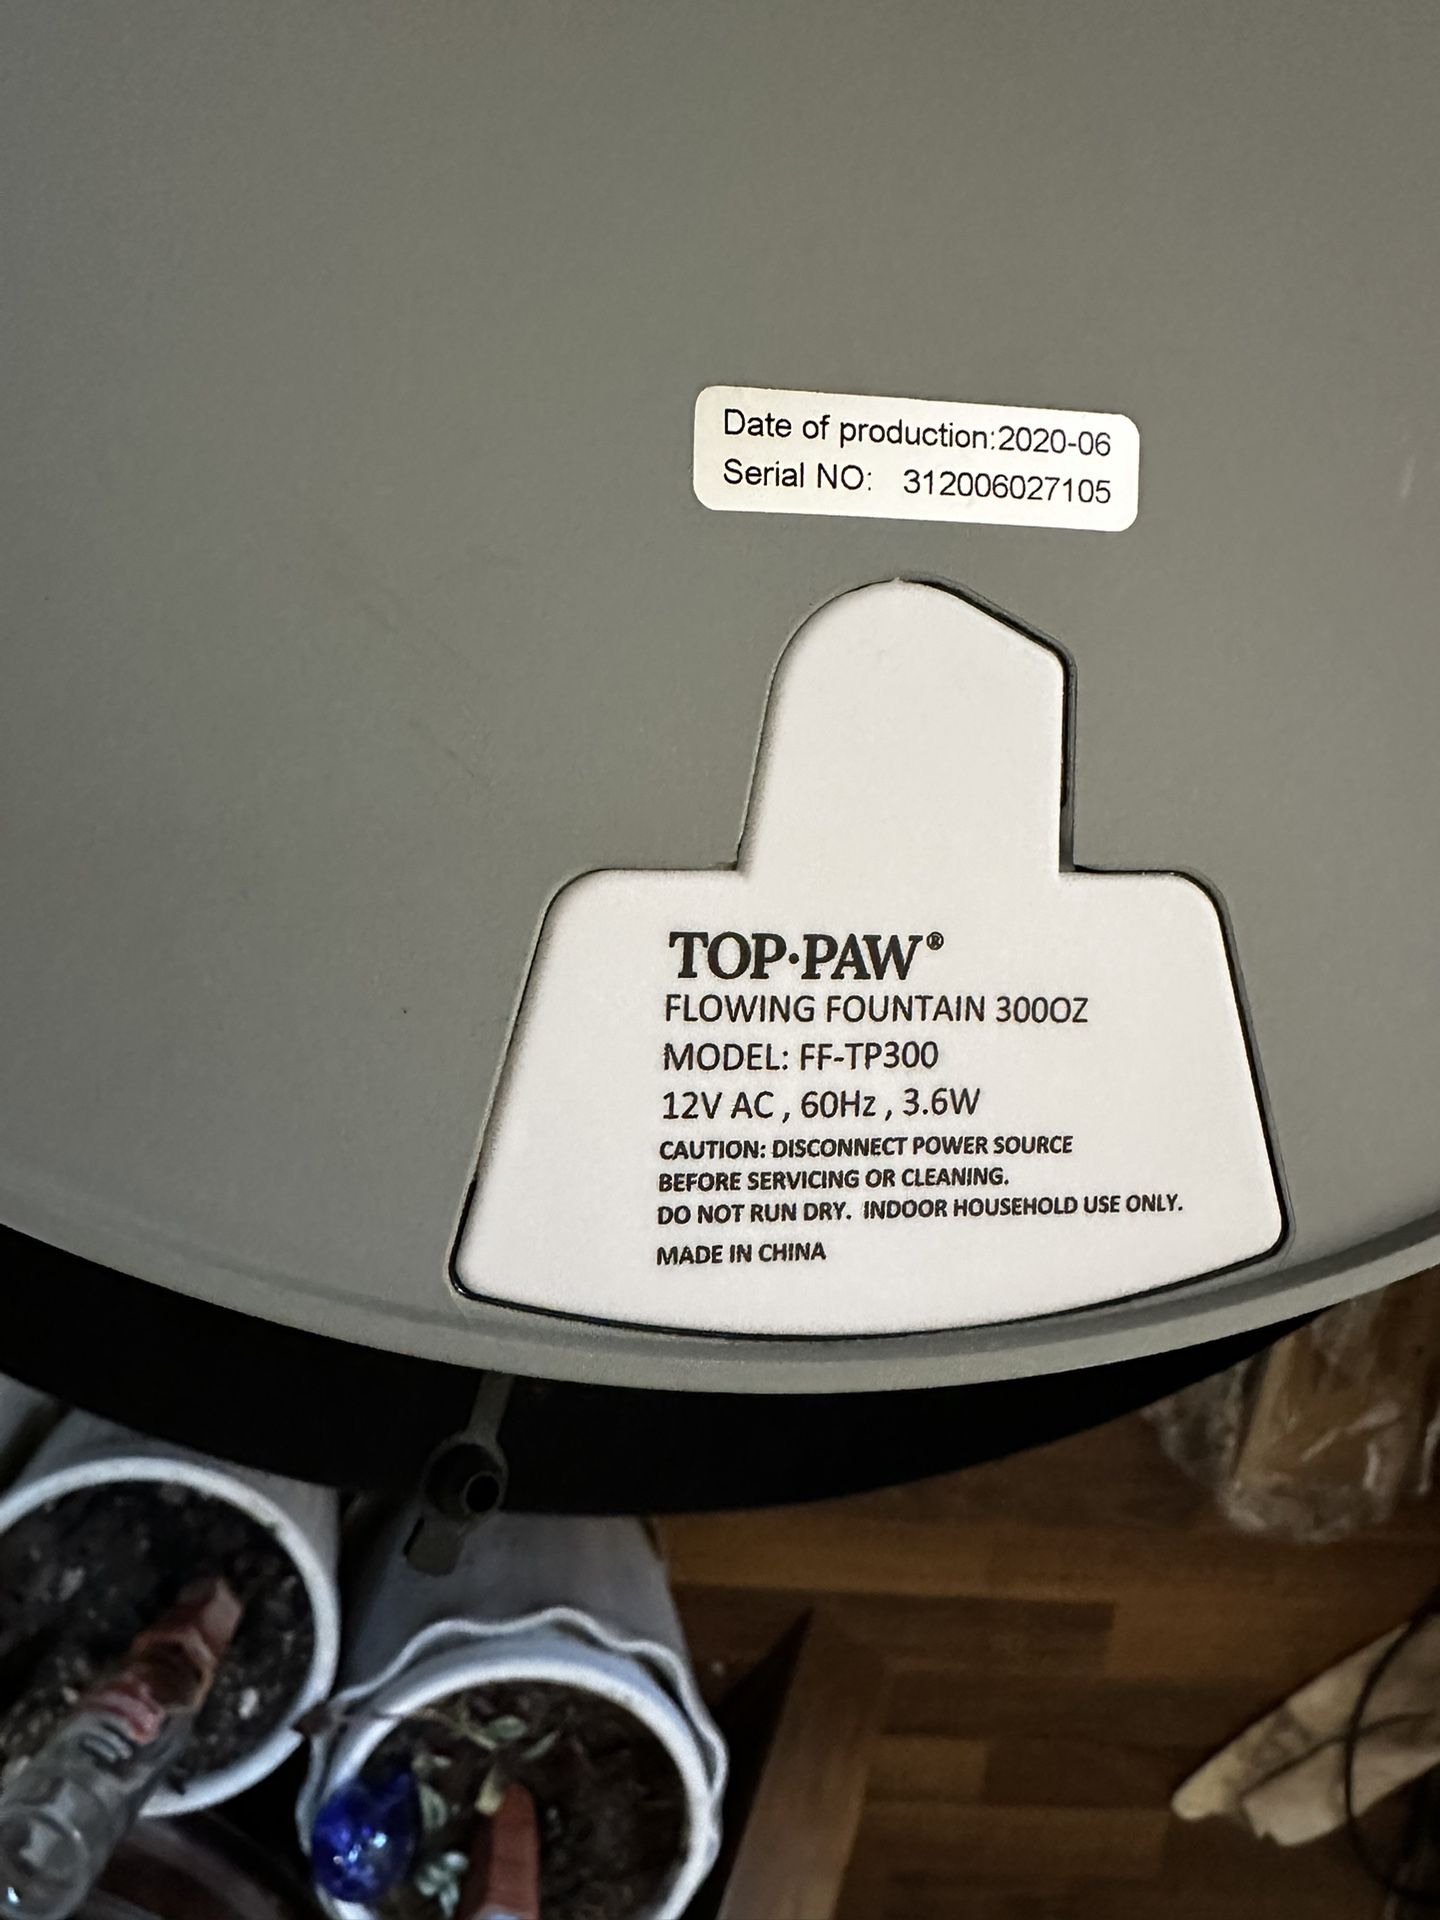 Date of production:2020-06
Serial NO: 312006027105
TOP·PAW®
FLOWING FOUNTAIN 300OZ
MODEL: FF-TP300
12V AC , 60Hz , 3.6W
CAUTION: DISCONNECT POWER SOURCE
BEFORE SERVICING OR CLEANING.
DO NOT RUN DRY. INDOOR HOUSEHOLD USE ONLY.
MADE IN CHINA